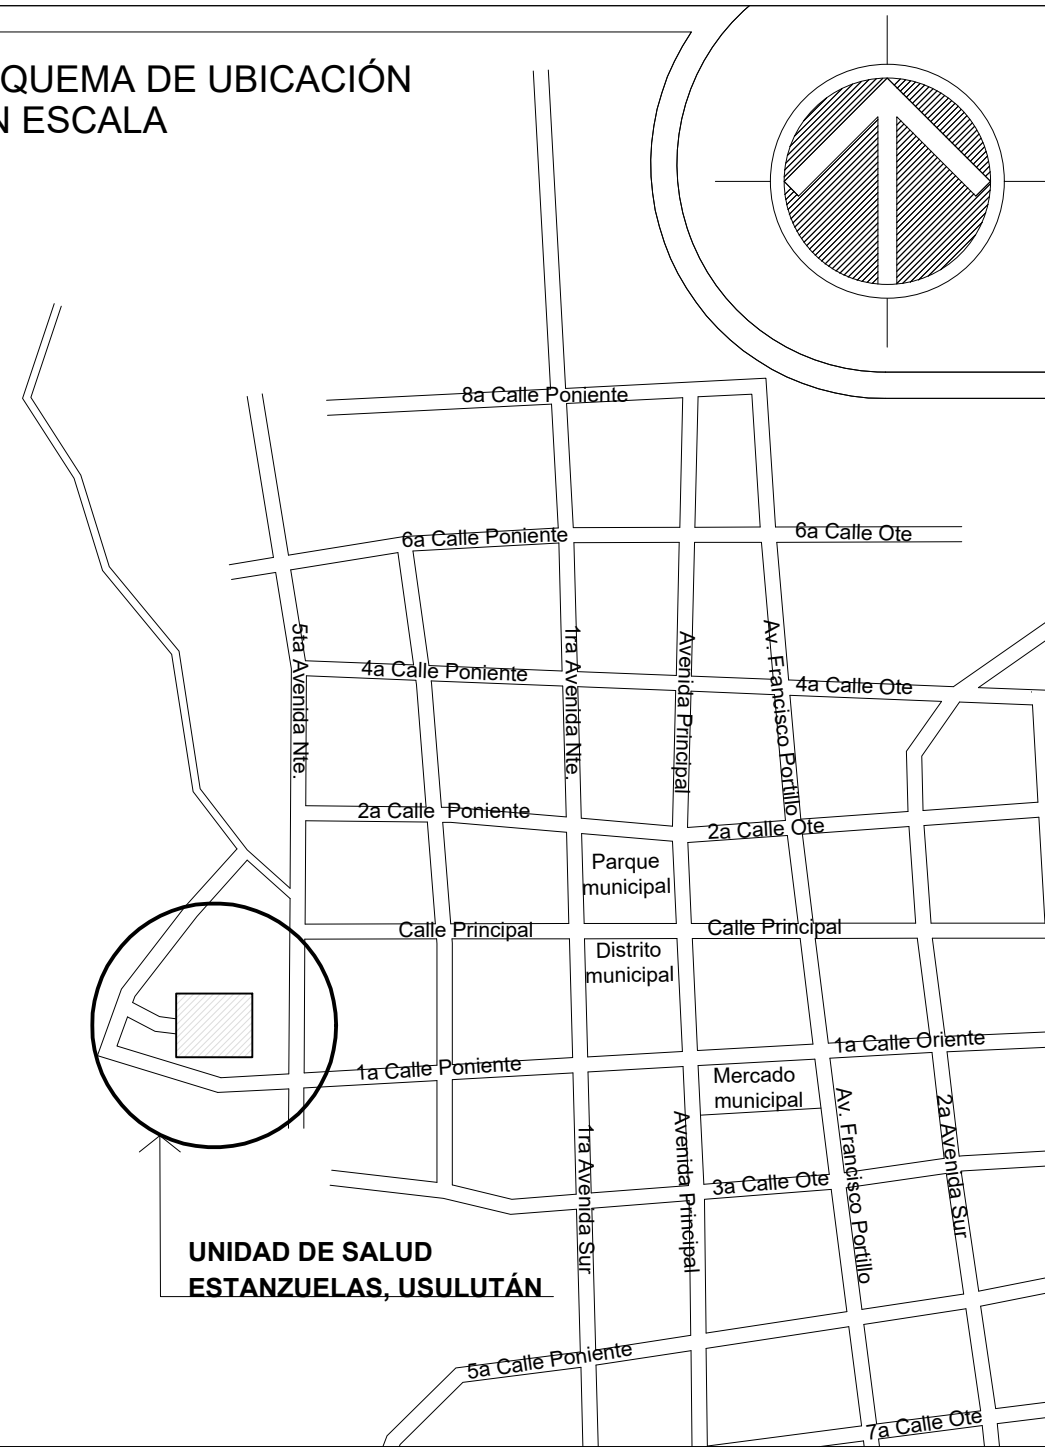 QUEMA DE UBICACIÓN
N ESCALA
8a Calle Poniente
6a Calle Poniente
6a Calle Ote
5ta Avenida Nte.
1ra Avenida Nte.
Avenida Principal
Av. Francisco Portillo
4a Calle Poniente
4a Calle Ote
2a Calle Poniente
2a Calle Ote
Parque
municipal
Calle Principal
Calle Principal
Distrito
municipal
1a Calle Oriente
1a Calle Poniente
Mercado
municipal
1ra Avenida Sur
Avenida Principal
Av. Francisco Portillo
2a Avenida Sur
3a Calle Ote
UNIDAD DE SALUD
ESTANZUELAS, USULUTÁN
5a Calle Poniente
7a Calle Ote